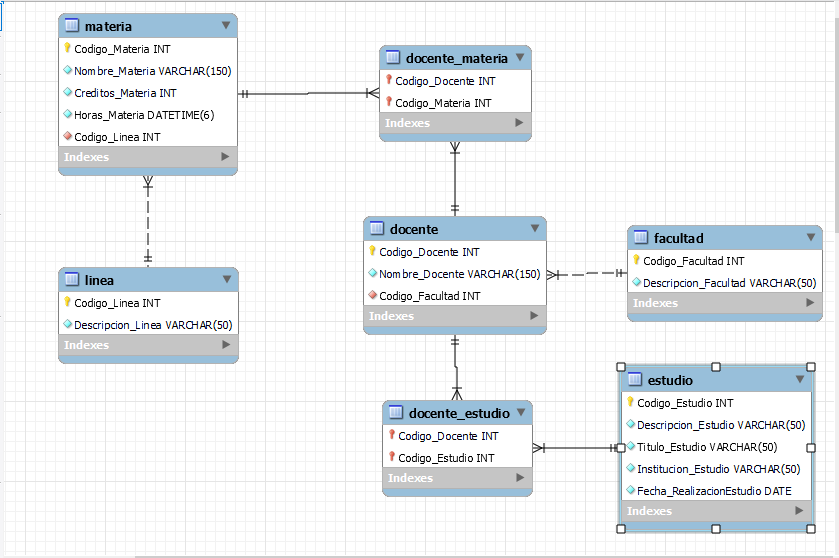 materia
Codigo_Materia INT
Nombre_Materia VARCHAR(150)
Creditos_Materia INT
Horas_Materia DATETIME(6)
Codigo_Linea INT
Indexes
docente_materia
Codigo_Docente INT
Codigo_Materia INT
Indexes
docente
Codigo_Docente INT
Nombre_Docente VARCHAR(150)
Codigo_Facultad INT
Indexes
facultad
Codigo_Facultad INT
Descripcion_Facultad VARCHAR(50)
Indexes
linea
Codigo_Linea INT
Descripcion_Linea VARCHAR(50)
Indexes
docente_estudio
Codigo_Docente INT
Codigo_Estudio INT
Indexes
estudio
Codigo_Estudio INT
Descripcion_Estudio VARCHAR(50)
Titulo_Estudio VARCHAR(50)
Institucion_Estudio VARCHAR(50)
Fecha_RealizacionEstudio DATE
Indexes